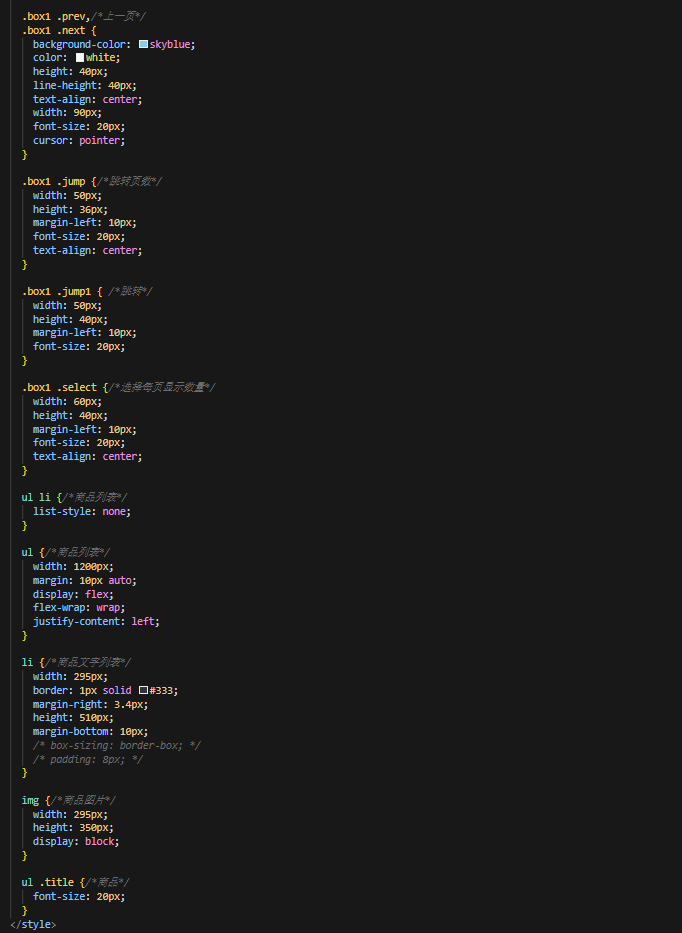 .box1 .prev,/*上一页*/
.box1 .next {
background-color: skyblue;
color: white;
height: 40px;
line-height: 40px;
text-align: center;
width: 90px;
font-size: 20px;
cursor: pointer;
}
.box1 .jump {/*跳转页数*/
width: 50px;
height: 36px;
margin-left: 10px;
font-size: 20px;
text-align: center;
}
.box1 .jump1 { /*跳转*/
width: 50px;
height: 40px;
margin-left: 10px;
font-size: 20px;
}
.box1 .select {/*选择每页显示数量*/
width: 60px;
height: 40px;
margin-left: 10px;
font-size: 20px;
text-align: center;
}
ul li {/*商品列表*/
list-style: none;
}
ul {/*商品列表*/
width: 1200px;
margin: 10px auto;
display: flex;
flex-wrap: wrap;
justify-content: left;
}
li {/*商品文字列表*/
width: 295px;
border: 1px solid #333;
margin-right: 3.4px;
height: 510px;
margin-bottom: 10px;
/* box-sizing: border-box; */
/* padding: 8px; */
}
img {/*商品图片*/
width: 295px;
height: 350px;
display: block;
}
ul .title {/*商品*/
font-size: 20px;
}
</style>